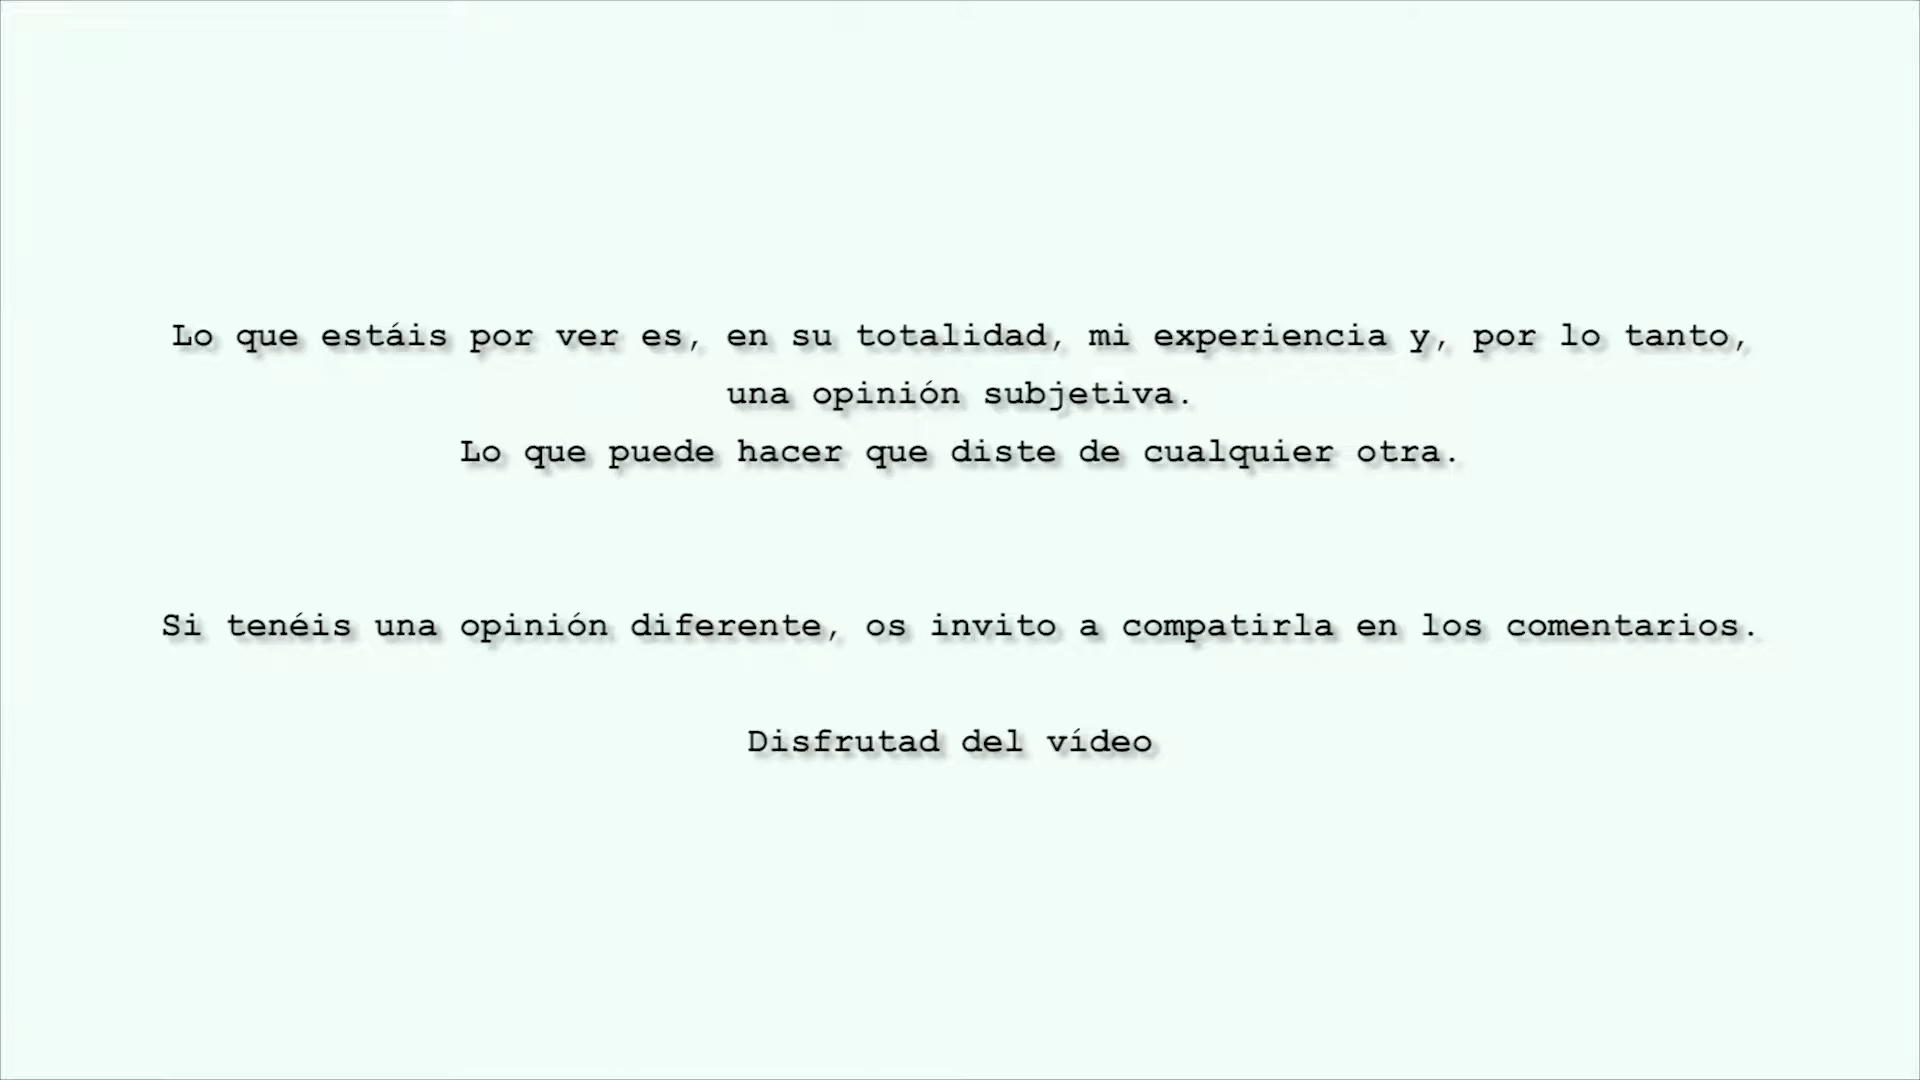 Lo que estáis por ver es, en su totalidad, mi experiencia y, por lo tanto,
una opinión subjetiva.
Lo que puede hacer que diste de cualquier otra.
Si tenéis una opinión diferente, os invito a compatirla en los comentarios.
Disfrutad del vídeo